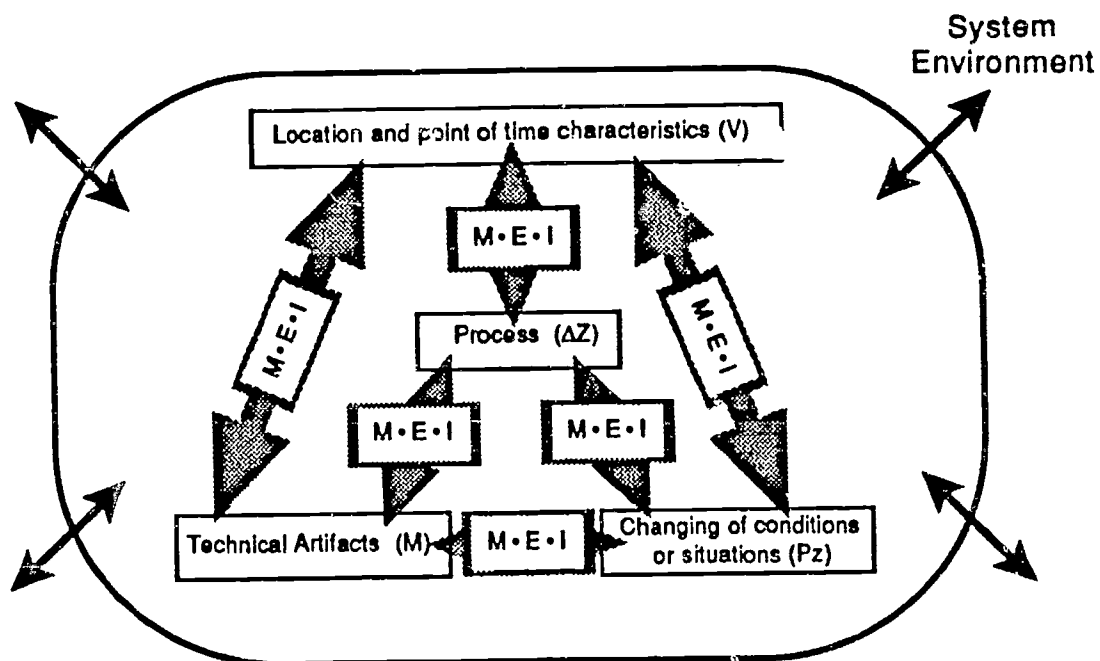 System
Environment
Location and point of time characteristics (V)
M•E•I
M•E•I
M•E•I
Process (ΔZ)
M•E•I
M•E•I
Technical Artifacts (M)
M•E•I
Changing of conditions
or situations (Pz)